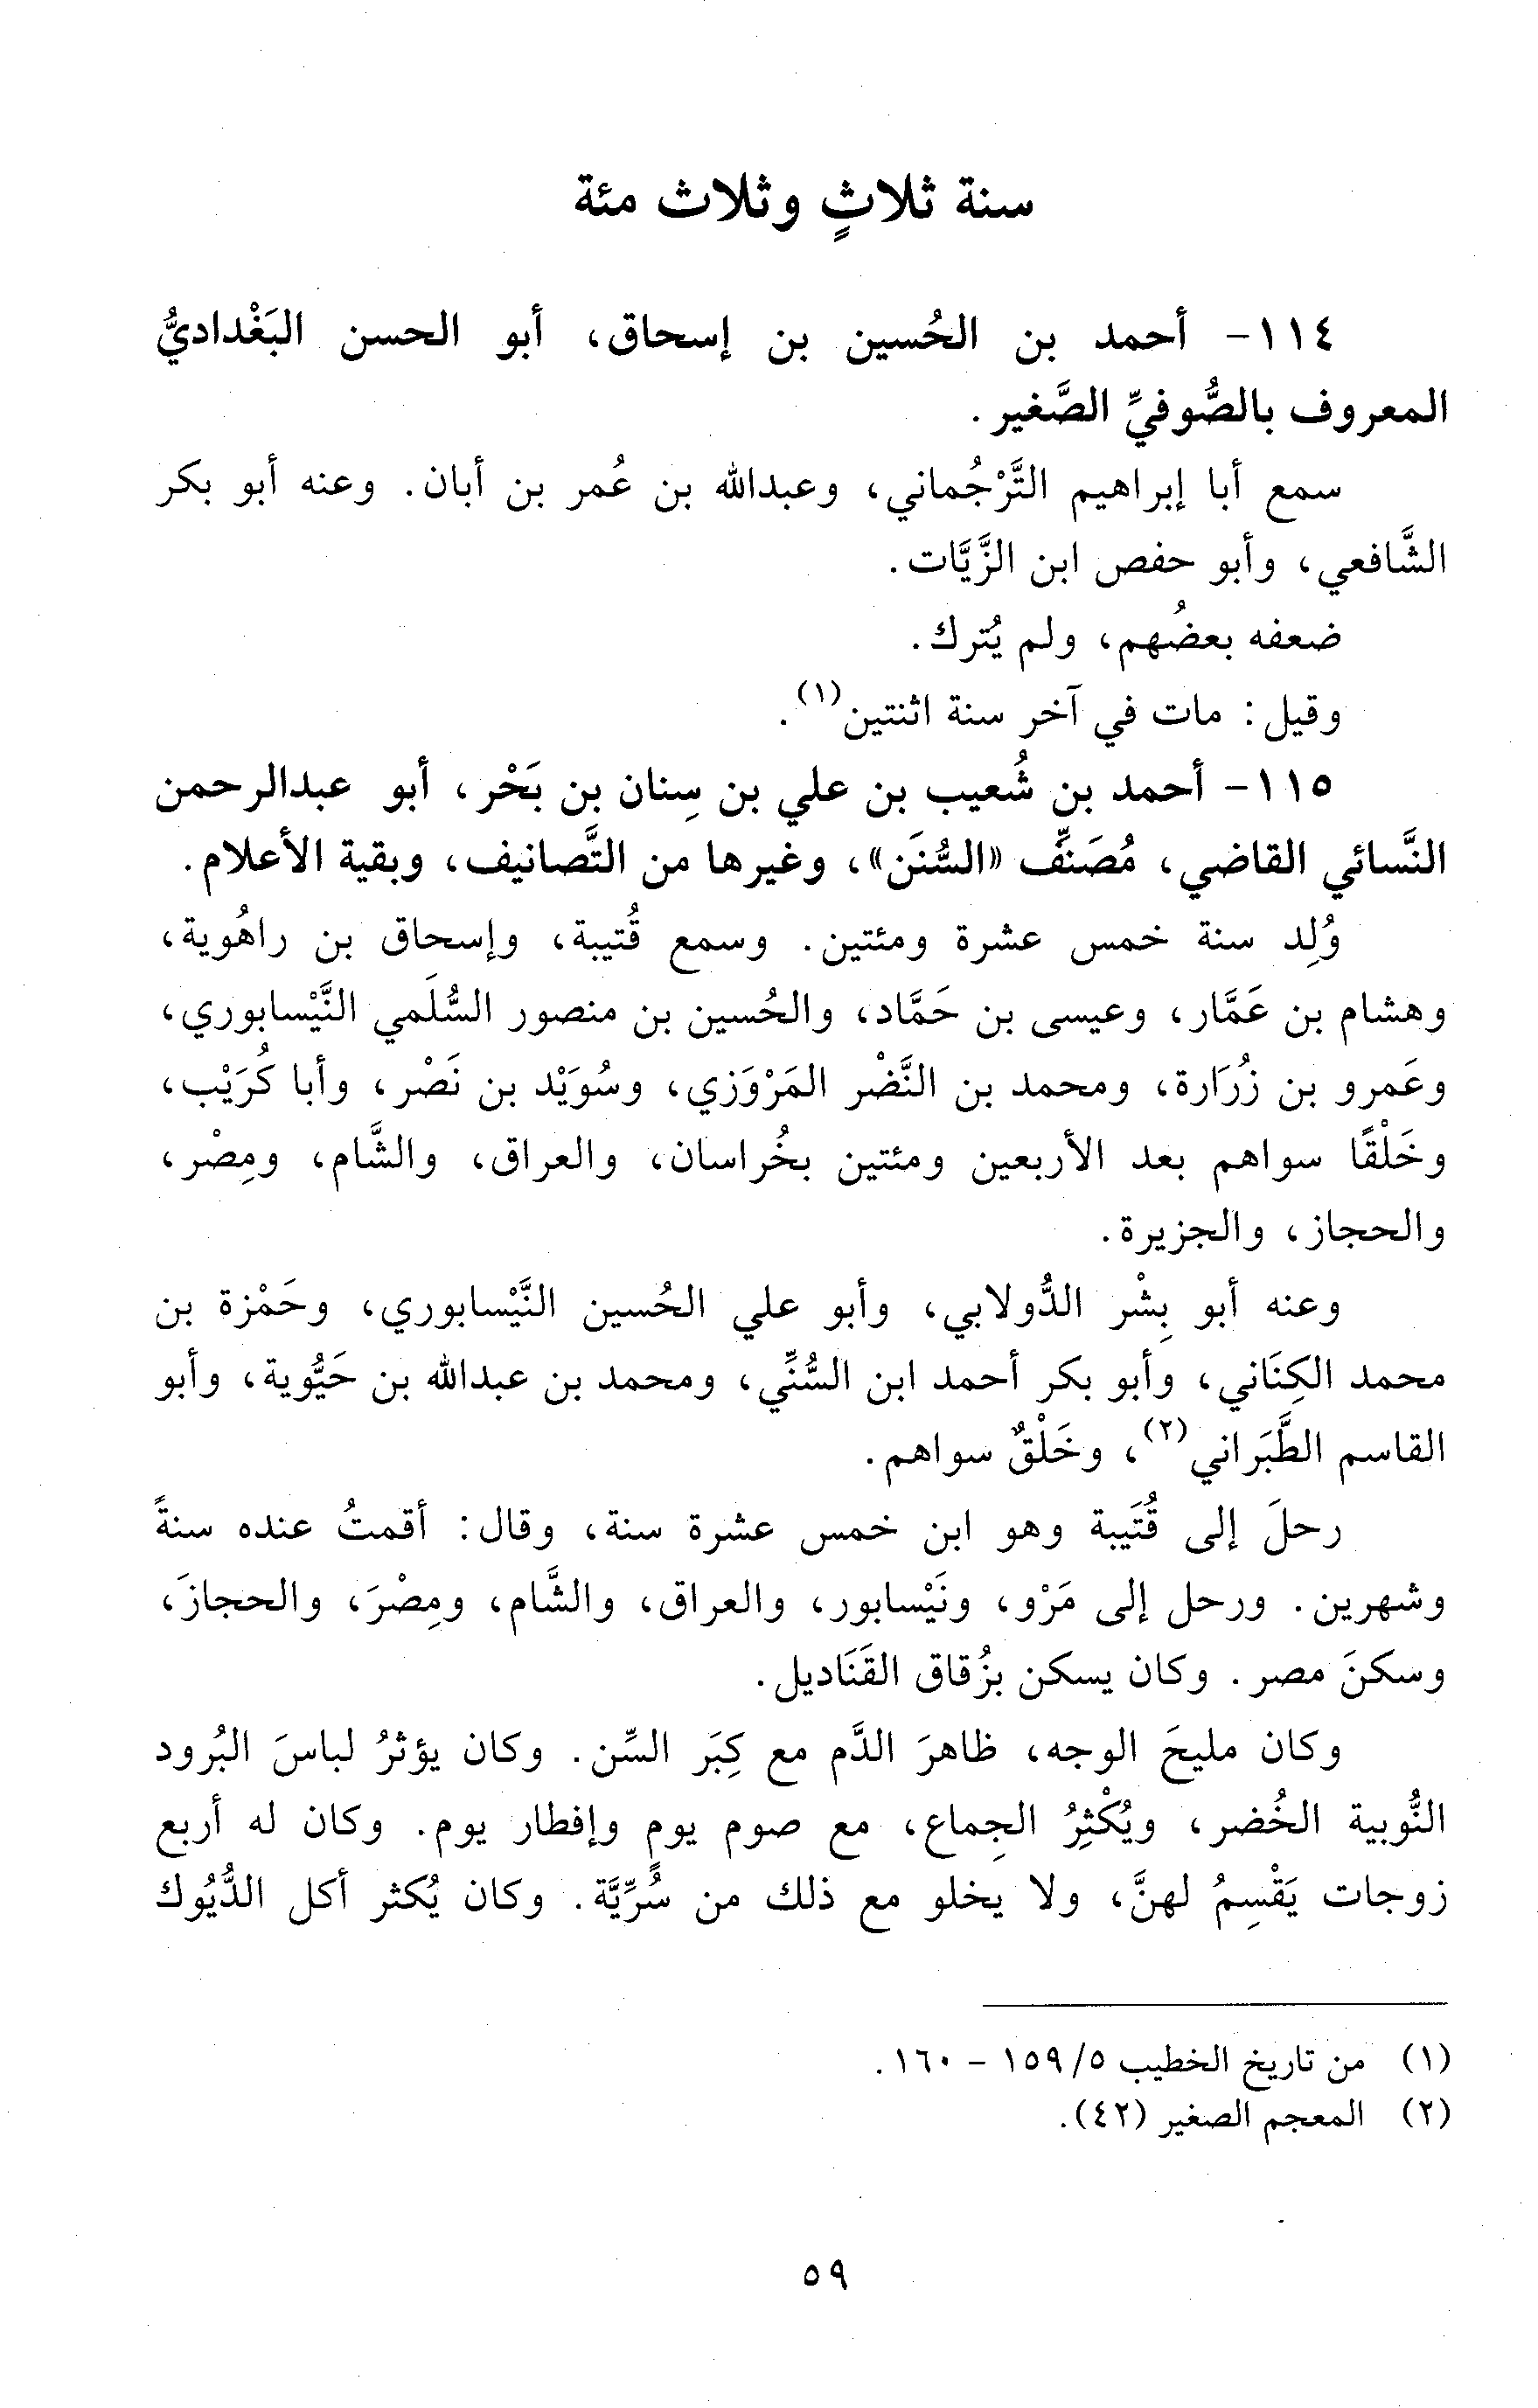 سنة ثلاثٍ وثلاث مئة
١١٤- أحمد بن الحُسين بن إسحاق، أبو الحسن البَغْداديُّ
المعروف بالصُّوفيِّ الصَّغير.
سمع أبا إبراهيم التَّرْجُماني، وعبدالله بن عُمر بن أبان. وعنه أبو بكر
الشَّافعي، وأبو حفص ابن الزَّيَّات.
ضعفه بعضُهم، ولم يُترك.
وقيل: مات في آخر سنة اثنتين(١).
١١٥- أحمد بن شُعيب بن علي بن سِنان بن بَحْر، أبو عبدالرحمن
النَّسائي القاضي، مُصَنِّف «السُّنَن»، وغيرها من التَّصانيف، وبقية الأعلام.
وُلِد سنة خمس عشرة ومئتين. وسمع قُتيبة، وإسحاق بن راهُوية،
وهشام بن عَمَّار، وعيسى بن حَمَّاد، والحُسين بن منصور السُّلَمي النَّيْسابوري،
وعَمرو بن زُرَارة، ومحمد بن النَّضْر المَرْوَزي، وسُوَيْد بن نَصْر، وأبا كُرَيْب،
وخَلْقًا سواهم بعد الأربعين ومئتين بخُراسان، والعراق، والشَّام، ومِصْر،
والحجاز، والجزيرة.
وعنه أبو بِشْر الدُّولابي، وأبو علي الحُسين النَّيْسابوري، وحَمْزة بن
محمد الكِنَاني، وأبو بكر أحمد ابن السُّنِّي، ومحمد بن عبدالله بن حَيُّوية، وأبو
القاسم الطَّبَراني(٢)، وخَلْقٌ سواهم.
رحلَ إلى قُتَيبة وهو ابن خمس عشرة سنة، وقال: أقمتُ عنده سنةً
وشهرين. ورحل إلى مَرْو، ونَيْسابور، والعراق، والشَّام، ومِصْرَ، والحجازَ،
وسكنَ مصر. وكان يسكن بزُقاق القَنَاديل.
وكان مليحَ الوجه، ظاهرَ الدَّم مع كِبَر السِّن. وكان يؤثرُ لباسَ البُرود
النُّوبية الخُضر، ويُكْثِرُ الجِماع، مع صوم يومٍ وإفطار يوم. وكان له أربع
زوجات يَقْسِمُ لهنَّ، ولا يخلو مع ذلك من سُرِّيَّة. وكان يُكثر أكل الدُّيُوك
(١) من تاريخ الخطيب ٥/ ١٥٩ - ١٦٠.
(٢) المعجم الصغير (٤٢).
٥٩